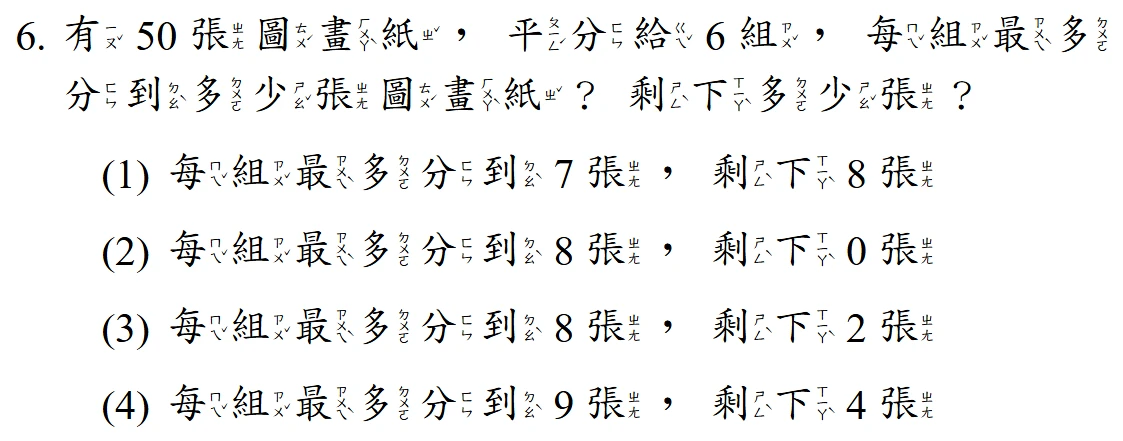 6. 有 50 張圖畫紙，平分給 6 組，每組最多
分到多少張圖畫紙？剩下多少張？
(1) 每組最多分到 7 張，剩下 8 張
(2) 每組最多分到 8 張，剩下 0 張
(3) 每組最多分到 8 張，剩下 2 張
(4) 每組最多分到 9 張，剩下 4 張